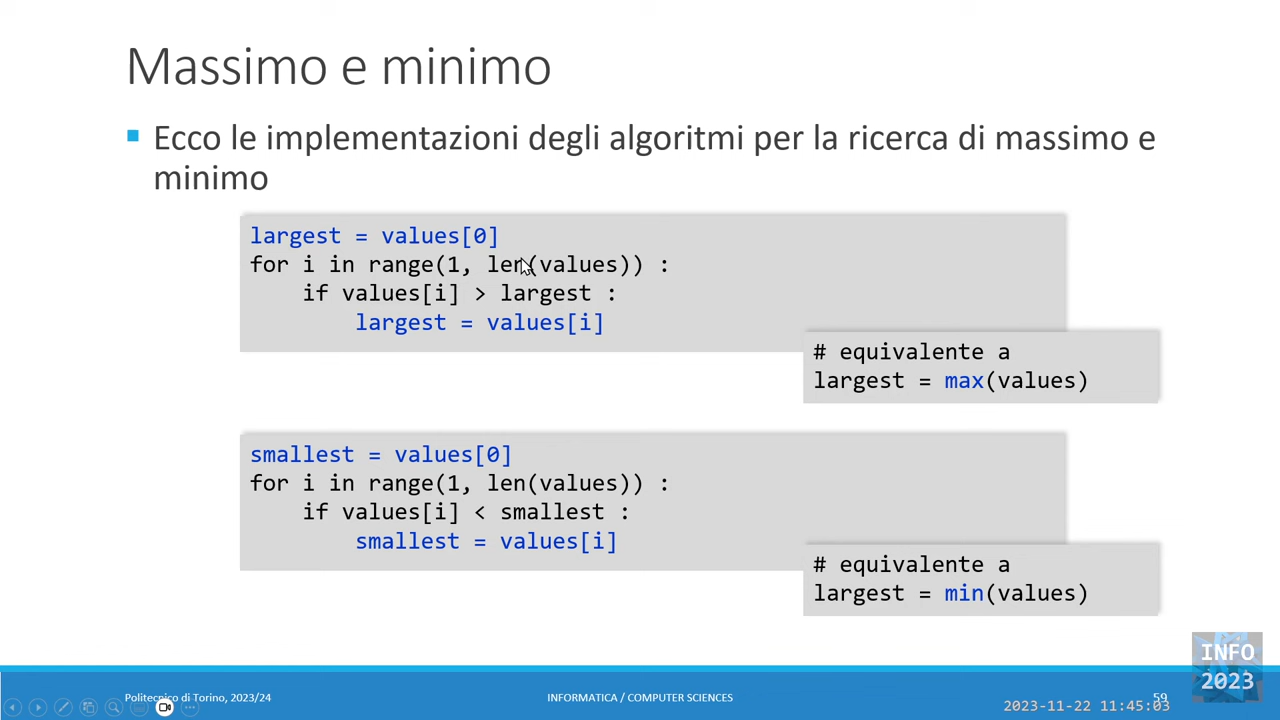 Massimo e minimo
Ecco le implementazioni degli algoritmi per la ricerca di massimo e
minimo
largest = values[0]
for i in range(1, len(values)) :
    if values[i] > largest :
        largest = values[i]
# equivalente a
largest = max(values)
smallest = values[0]
for i in range(1, len(values)) :
    if values[i] < smallest :
        smallest = values[i]
# equivalente a
largest = min(values)
INFO
2023
Politecnico di Torino, 2023/24
INFORMATICA / COMPUTER SCIENCES
59
2023-11-22 11:45:03